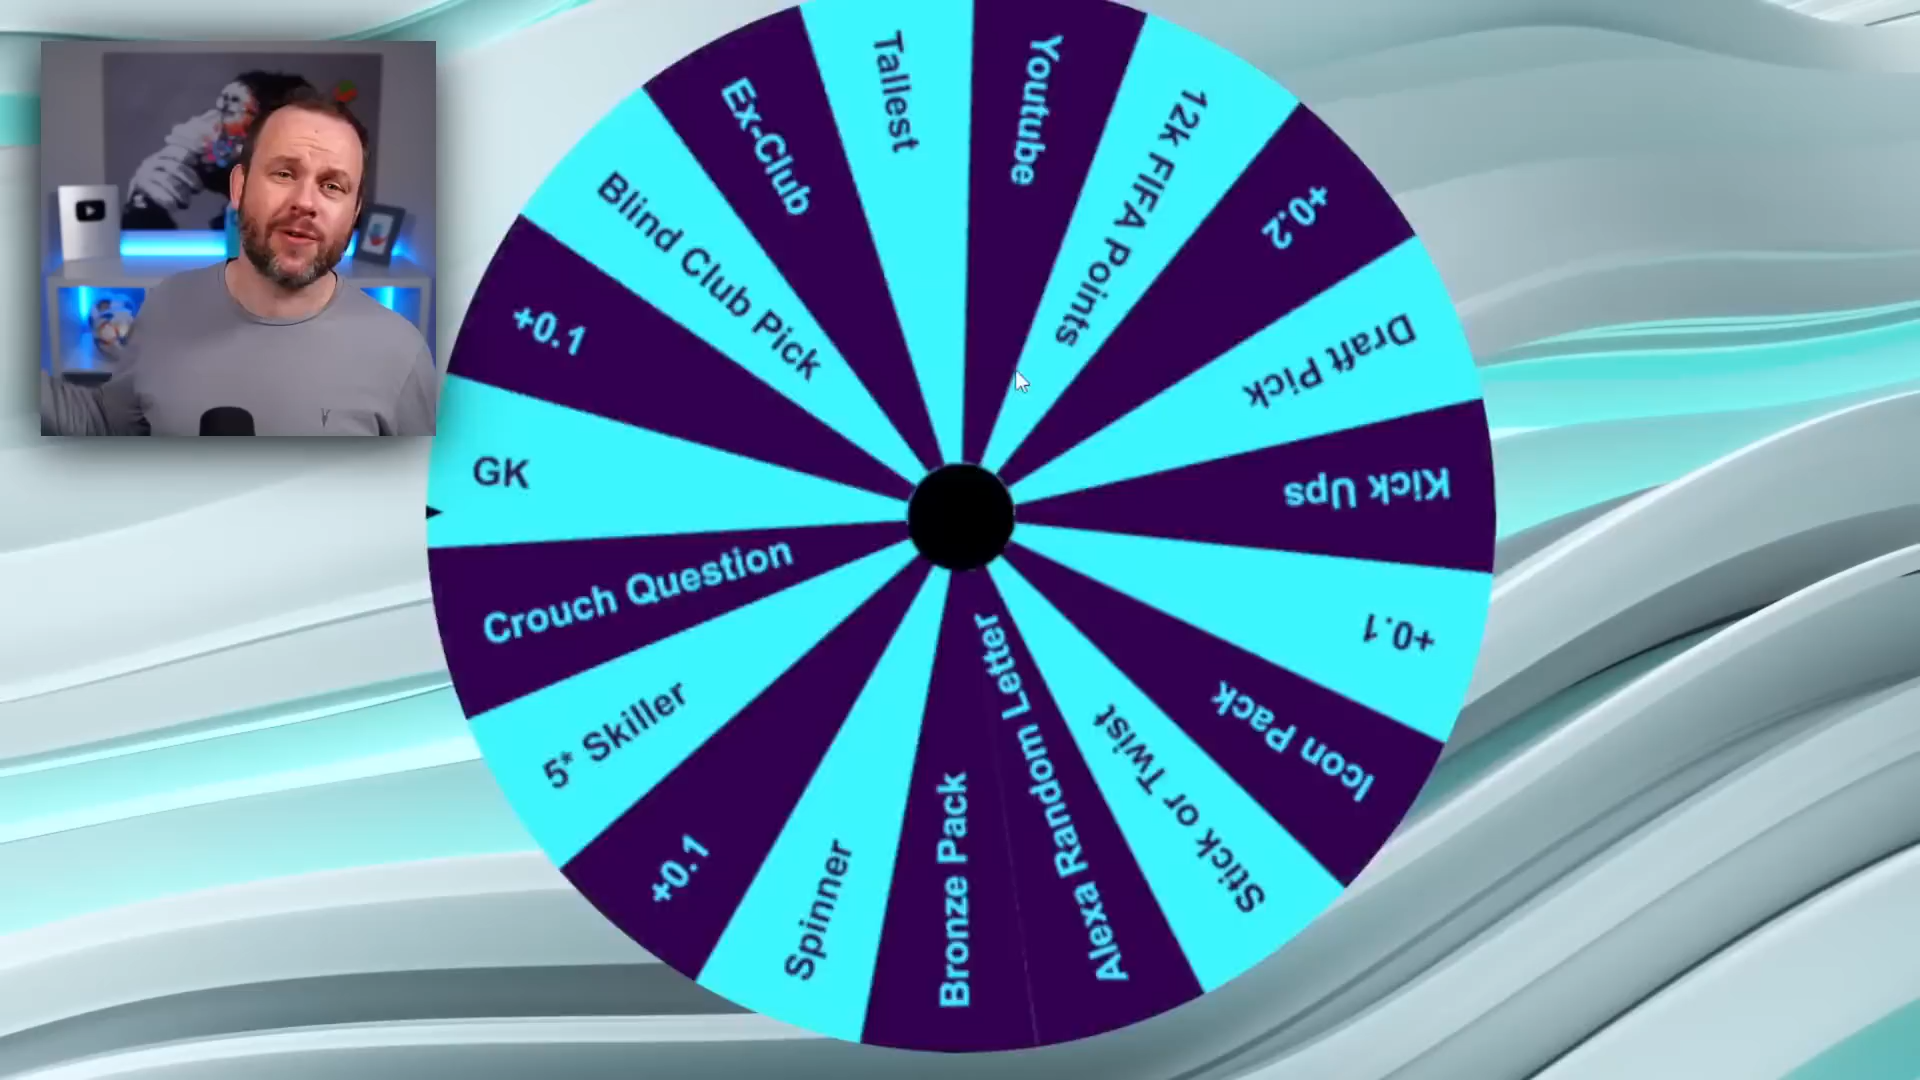 Tallest
Youtube
12k FIFA Points
+0.2
Draft Pick
Kick Ups
+0.1
Icon Pack
Stick or Twist
Alexa Random Letter
Bronze Pack
Spinner
+0.1
5* Skiller
Crouch Question
GK
+0.1
Blind Club Pick
Ex-Club